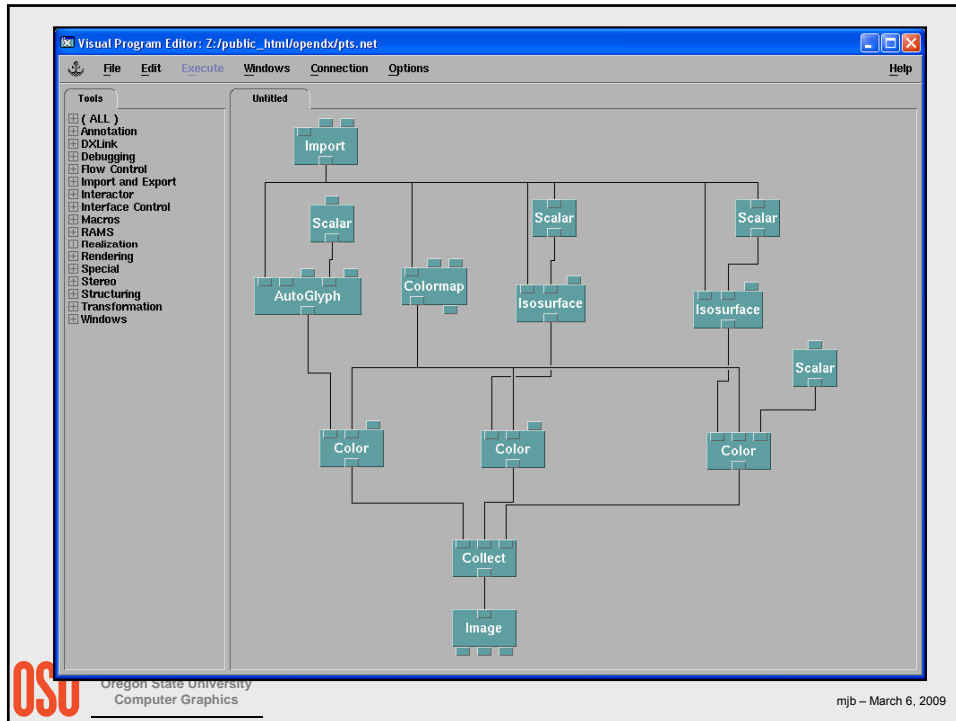 Visual Program Editor: Z:/public_html/opendx/pts.net
File Edit Execute Windows Connection Options Help
Tools
Untitled
( ALL )
Annotation
DXLink
Debugging
Flow Control
Import and Export
Interactor
Interface Control
Macros
RAMS
Realization
Rendering
Special
Stereo
Structuring
Transformation
Windows
Import
Scalar
Scalar
Scalar
AutoGlyph
Colormap
Isosurface
Isosurface
Scalar
Color
Color
Color
Collect
Image
OSU
Oregon State University
Computer Graphics
mjb – March 6, 2009